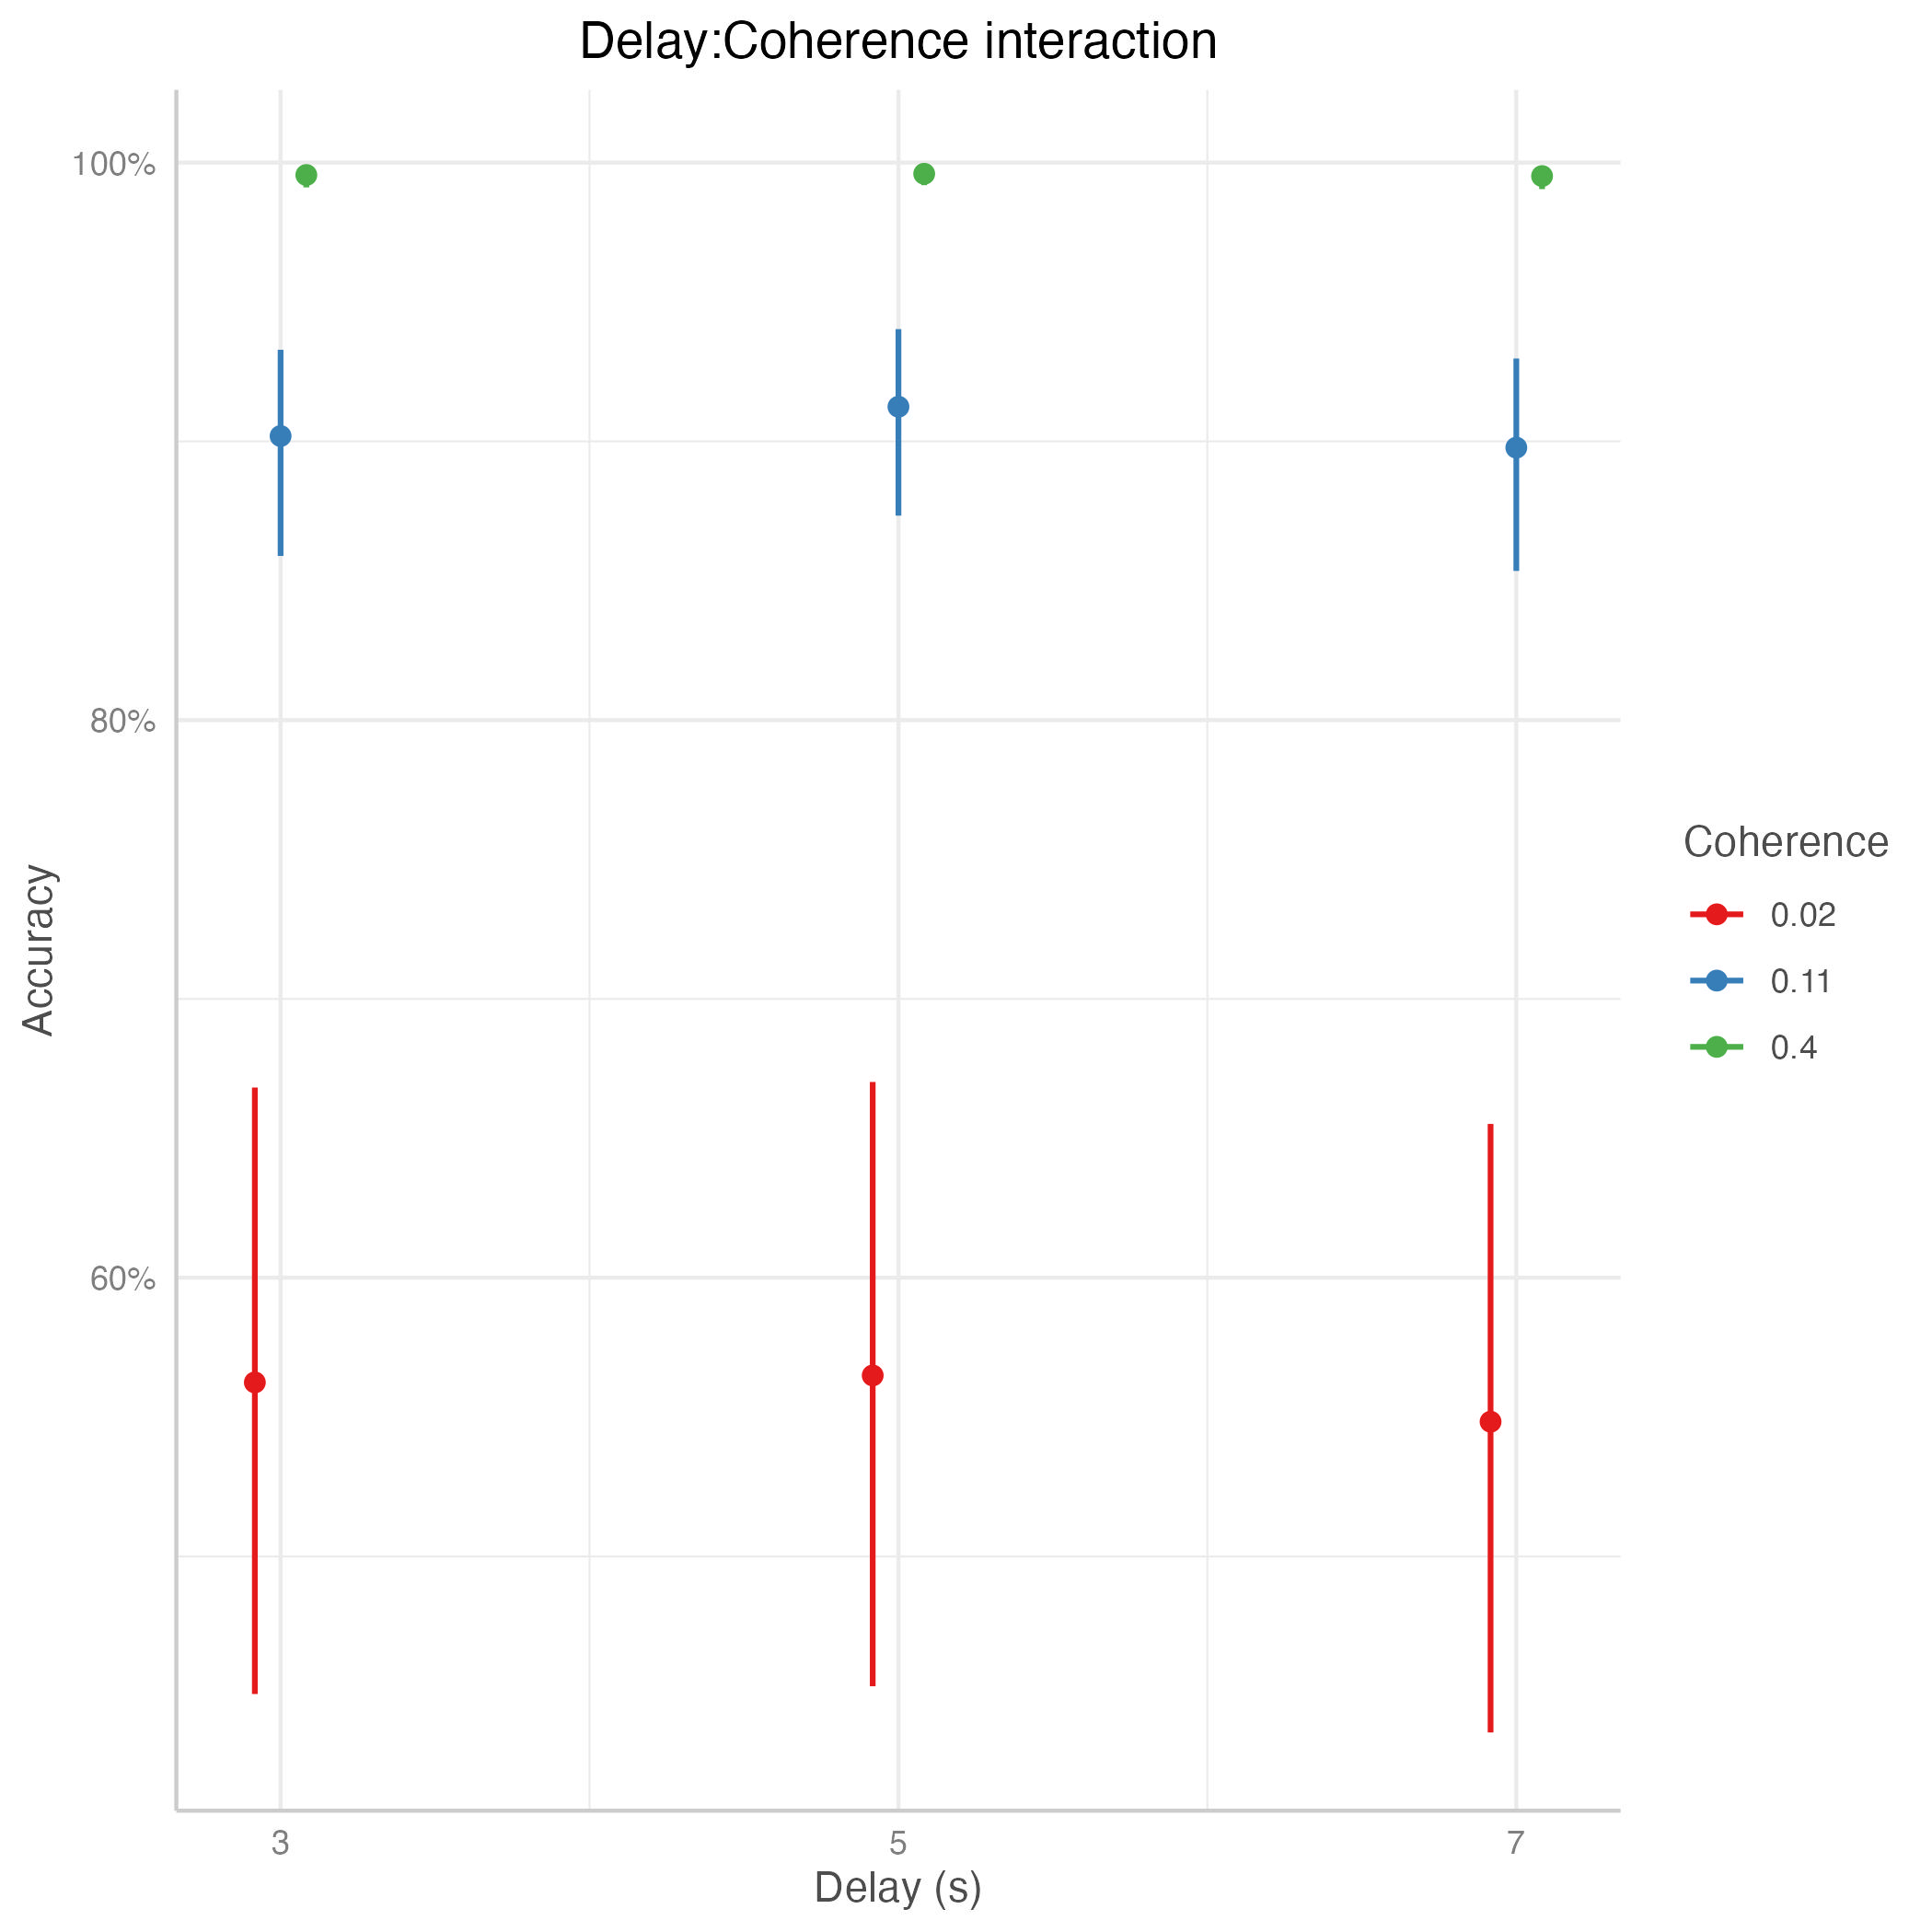 Delay:Coherence interaction
100%
80%
60%
Accuracy
3
5
7
Delay (s)
Coherence
0.02
0.11
0.4